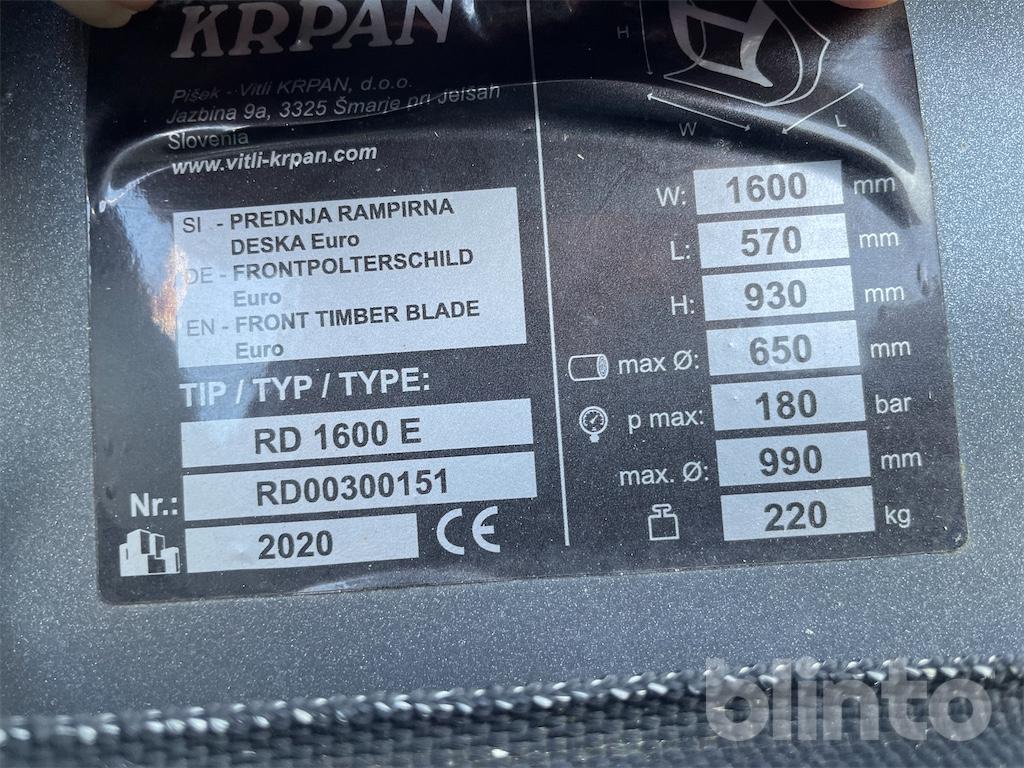 KRPAN
Pišek - Vitli KRPAN, d.o.o.
Jazbina 9a, 3325 Šmarje pri Jelšah
Slovenia
www.vitli-krpan.com
SI - PREDNJA RAMPIRNA
DESKA Euro
DE - FRONTPOLTERSCHILD
Euro
EN - FRONT TIMBER BLADE
Euro
TIP / TYP / TYPE:
RD 1600 E
Nr.: RD00300151
2020 CE
H
W
L
W: 1600 mm
L: 570 mm
H: 930 mm
max Ø: 650 mm
p max: 180 bar
max. Ø: 990 mm
220 kg
blinto